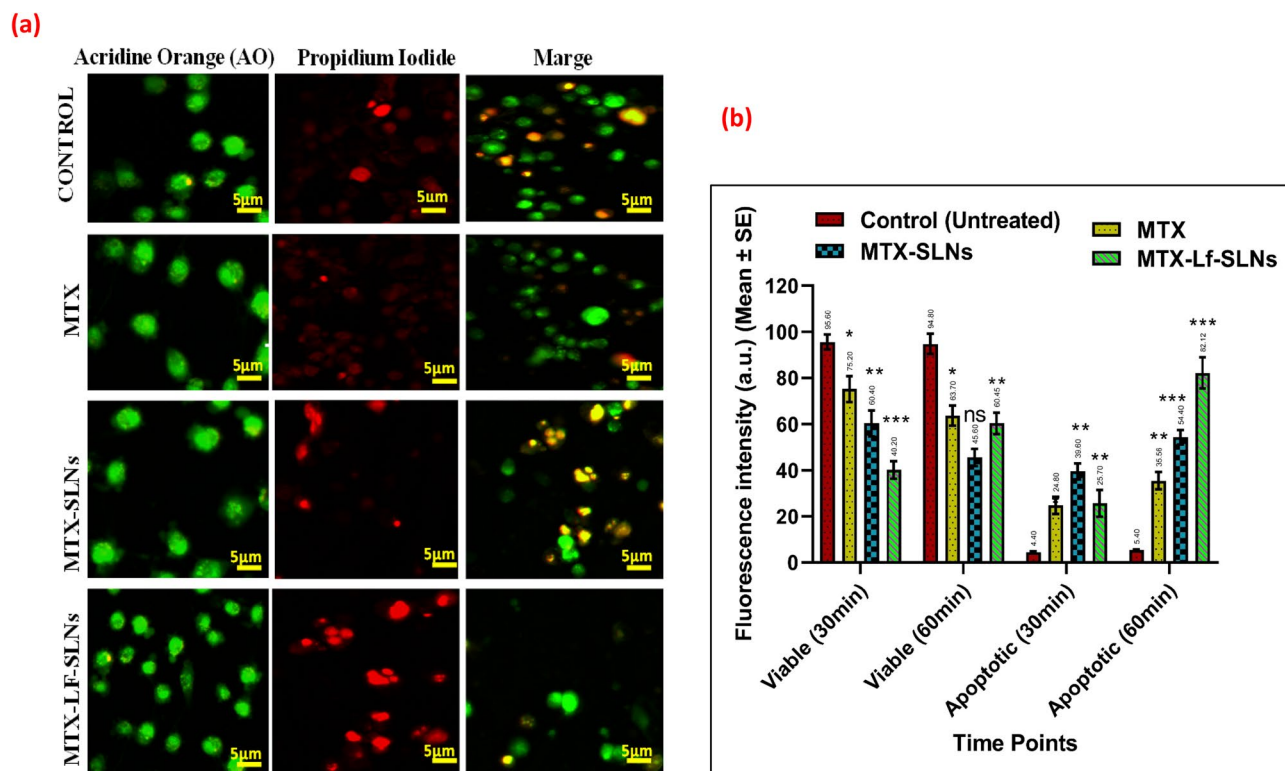 (a)
Acridine Orange (AO) Propidium Iodide Marge
CONTROL
5μm 5um 5μm
MTX
5μm 5μm 5μm
MTX-SLNs
5μm 5μm 5μm
MTX-LF-SLNs
5μm 5μm 5μm
(b)
Control (Untreated) MTX
MTX-SLNs MTX-Lf-SLNs
Fluorescence intensity (a.u.) (Mean ± SE)
120
100
80
60
40
20
0
95.60 * 75.20 ** 60.40 *** 40.20
94.80 * 63.70 ns 45.60 ** 60.45
4.40 24.80 ** 39.60 ** 25.70
5.40 ** 35.56 *** 54.40 *** 82.12
Viable (30min)
Viable (60min)
Apoptotic (30min)
Apoptotic (60min)
Time Points